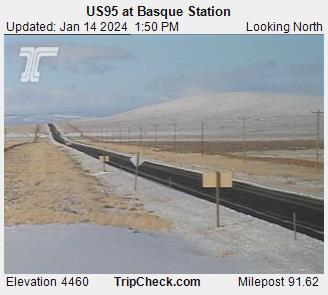 US95 at Basque Station
Updated: Jan 14 2024 1:50 PM Looking North
Elevation 4460 TripCheck.com Milepost 91.62